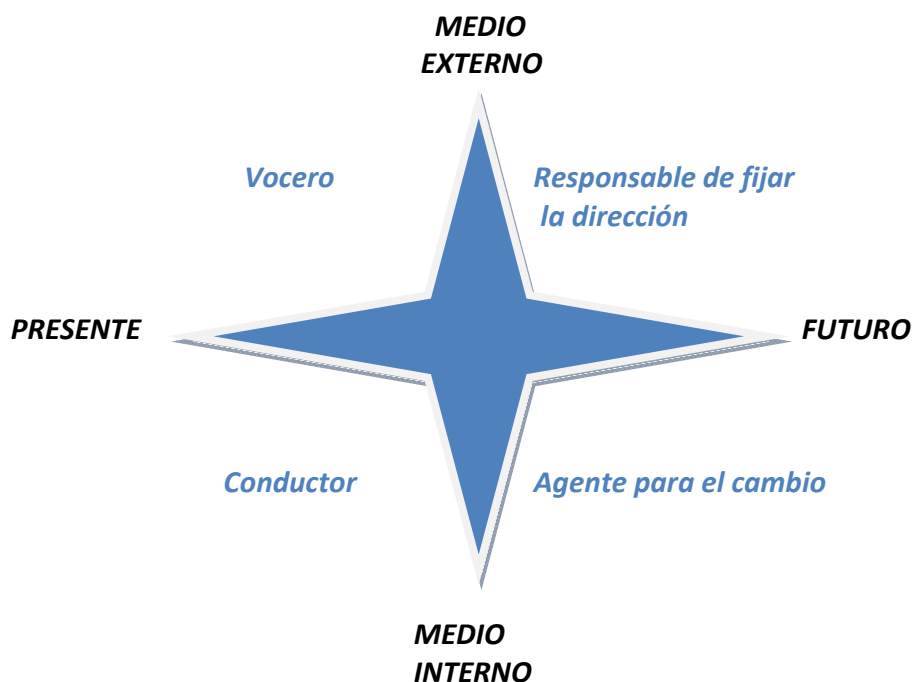 MEDIO
EXTERNO
Vocero
Responsable de fijar
la dirección
PRESENTE
FUTURO
Conductor
Agente para el cambio
MEDIO
INTERNO